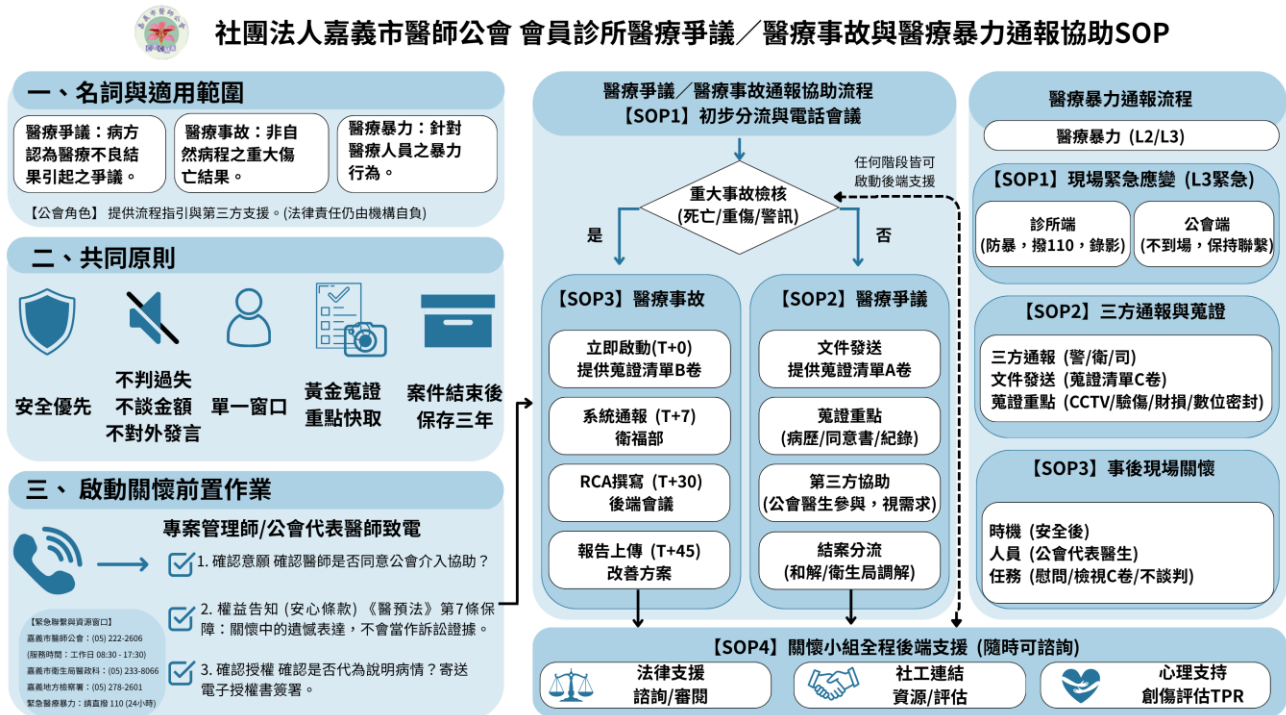 嘉義市醫師公會
社團法人嘉義市醫師公會 會員診所醫療爭議／醫療事故與醫療暴力通報協助SOP
一、名詞與適用範圍
醫療爭議：病方
認為醫療不良結
果引起之爭議。
醫療事故：非自
然病程之重大傷
亡結果。
醫療暴力：針對
醫療人員之暴力
行為。
【公會角色】 提供流程指引與第三方支援。(法律責任仍由機構自負)
二、共同原則
安全優先
不判過失
不談金額
不對外發言
單一窗口
黃金蒐證
重點快取
案件結束後
保存三年
三、 啟動關懷前置作業
專案管理師/公會代表醫師致電
1. 確認意願 確認醫師是否同意公會介入協助？
2. 權益告知 (安心條款) 《醫預法》第7條保
障：關懷中的遺憾表達，不會當作訴訟證據。
3. 確認授權 確認是否代為說明病情？寄送
電子授權書簽署。
【緊急聯繫與資源窗口】
嘉義市醫師公會：(05) 222-2606
(服務時間：工作日 08:30 - 17:30)
嘉義市衛生局醫政科：(05) 233-8066
嘉義地方檢察署：(05) 278-2601
緊急醫療暴力：請直撥 110 (24小時)
醫療爭議／醫療事故通報協助流程
【SOP1】初步分流與電話會議
任何階段皆可
啟動後端支援
重大事故檢核
(死亡/重傷/警訊)
是
否
【SOP3】醫療事故
立即啟動(T+0)
提供蒐證清單B卷
系統通報 (T+7)
衛福部
RCA撰寫 (T+30)
後端會議
報告上傳 (T+45)
改善方案
【SOP2】醫療爭議
文件發送
提供蒐證清單A卷
蒐證重點
(病歷/同意書/紀錄)
第三方協助
(公會醫生參與，視需求)
結案分流
(和解/衛生局調解)
醫療暴力通報流程
醫療暴力 (L2/L3)
【SOP1】現場緊急應變 (L3緊急)
診所端
(防暴，撥110，錄影)
公會端
(不到場，保持聯繫)
【SOP2】三方通報與蒐證
三方通報 (警/衛/司)
文件發送 (蒐證清單C卷)
蒐證重點 (CCTV/驗傷/財損/數位密封)
【SOP3】事後現場關懷
時機 (安全後)
人員 (公會代表醫生)
任務 (慰問/檢視C卷/不談判)
【SOP4】關懷小組全程後端支援 (隨時可諮詢)
法律支援
諮詢/審閱
社工連結
資源/評估
心理支持
創傷評估TPR